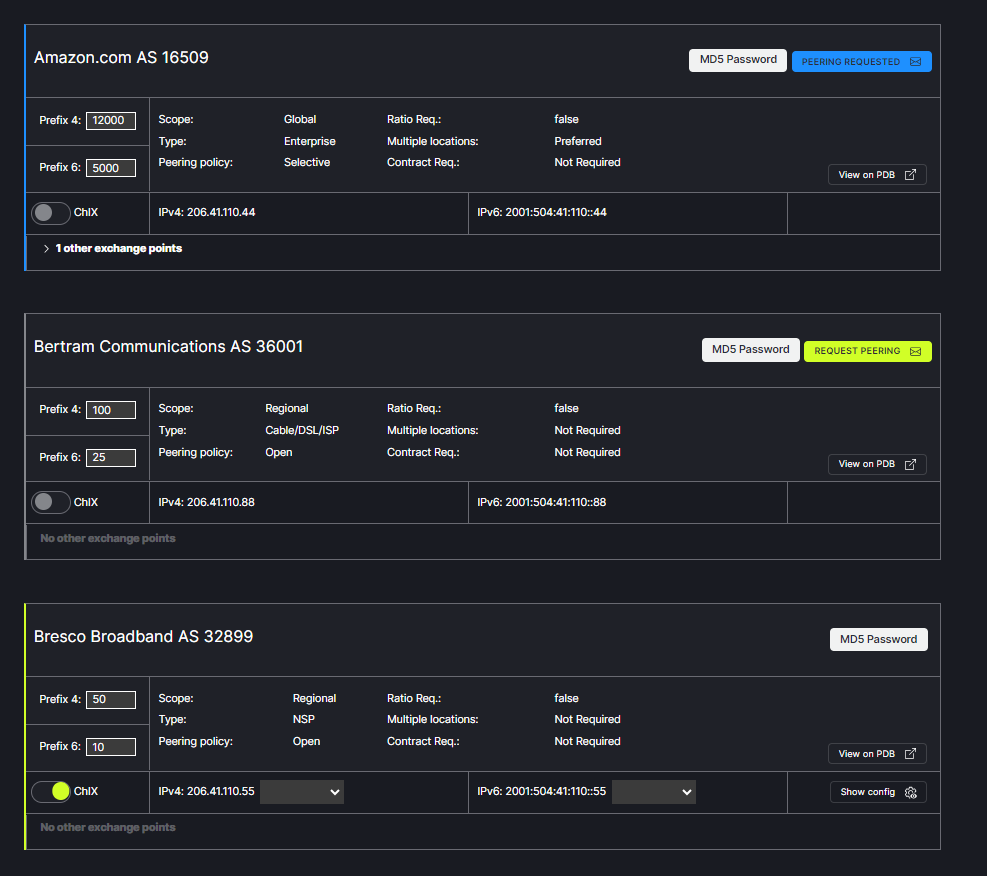 Amazon.com AS 16509
MD5 Password
PEERING REQUESTED
Prefix 4: 12000
Scope: Global Ratio Req.: false
Type: Enterprise Multiple locations: Preferred
Peering policy: Selective Contract Req.: Not Required
Prefix 6: 5000
View on PDB
ChIX IPv4: 206.41.110.44 IPv6: 2001:504:41:110::44
1 other exchange points
Bertram Communications AS 36001
MD5 Password
REQUEST PEERING
Prefix 4: 100
Scope: Regional Ratio Req.: false
Type: Cable/DSL/ISP Multiple locations: Not Required
Peering policy: Open Contract Req.: Not Required
Prefix 6: 25
View on PDB
ChIX IPv4: 206.41.110.88 IPv6: 2001:504:41:110::88
No other exchange points
Bresco Broadband AS 32899
MD5 Password
Prefix 4: 50
Scope: Regional Ratio Req.: false
Type: NSP Multiple locations: Not Required
Peering policy: Open Contract Req.: Not Required
Prefix 6: 10
View on PDB
ChIX IPv4: 206.41.110.55 IPv6: 2001:504:41:110::55 Show config
No other exchange points